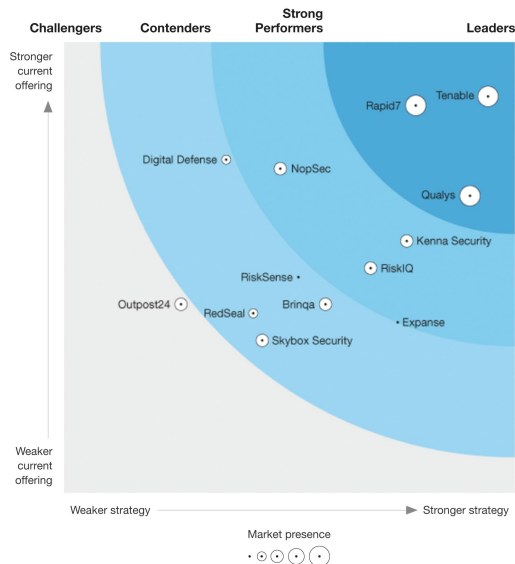 Challengers
Contenders
Strong
Performers
Leaders
Stronger
current
offering
Tenable
Rapid7
Digital Defense
NopSec
Qualys
Kenna Security
RiskIQ
RiskSense
Outpost24
RedSeal
Brinqa
Expanse
Skybox Security
Weaker
current
offering
Weaker strategy
Stronger strategy
Market presence